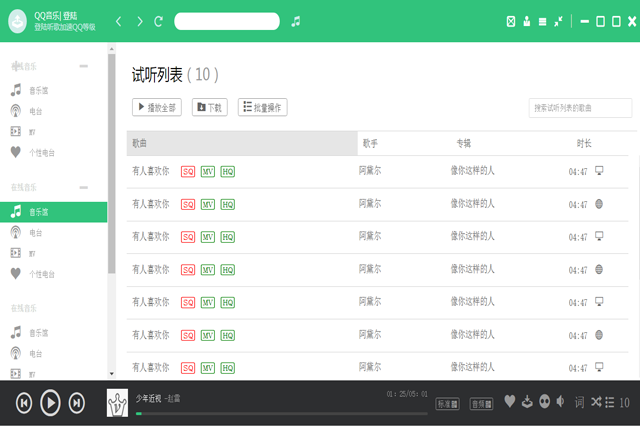 QQ音乐| 登陆
登陆听歌加速QQ等级
在线音乐
音乐馆
电台
MV
个性电台
在线音乐
音乐馆
电台
MV
个性电台
在线音乐
音乐馆
电台
MV
试听列表 ( 10 )
播放全部 下载 批量操作 搜索试听列表的歌曲
歌曲 歌手 专辑 时长
有人喜欢你 SQ MV HQ 阿黛尔 像你这样的人 04:47
有人喜欢你 SQ MV HQ 阿黛尔 像你这样的人 04:47
有人喜欢你 SQ MV HQ 阿黛尔 像你这样的人 04:47
有人喜欢你 SQ MV HQ 阿黛尔 像你这样的人 04:47
有人喜欢你 SQ MV HQ 阿黛尔 像你这样的人 04:47
有人喜欢你 SQ MV HQ 阿黛尔 像你这样的人 04:47
有人喜欢你 SQ MV HQ 阿黛尔 像你这样的人 04:47
少年近视 -赵雷 01: 25/05: 01
标准 音频 词 10